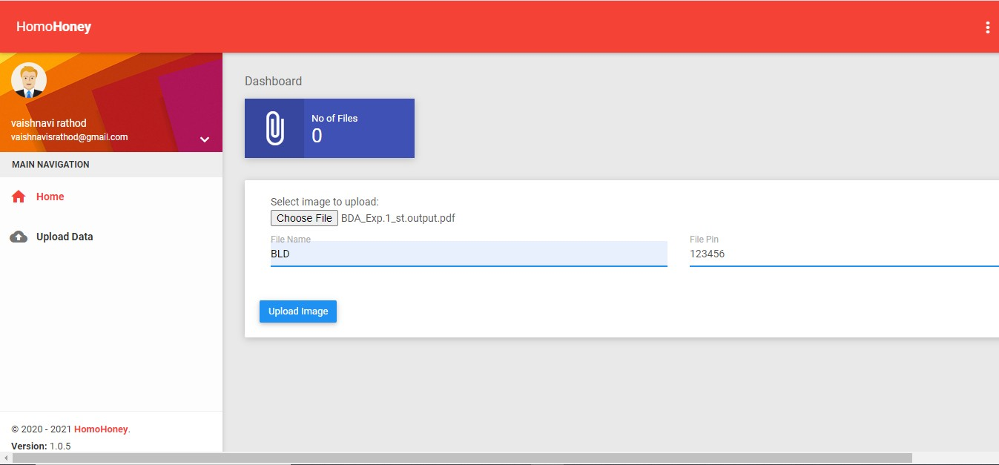 HomoHoney
vaishnavi rathod
vaishnavisrathod@gmail.com
MAIN NAVIGATION
Home
Upload Data
© 2020 - 2021 HomoHoney.
Version: 1.0.5
Dashboard
No of Files
0
Select image to upload:
Choose File BDA_Exp.1_st.output.pdf
File Name
BLD
File Pin
123456
Upload Image